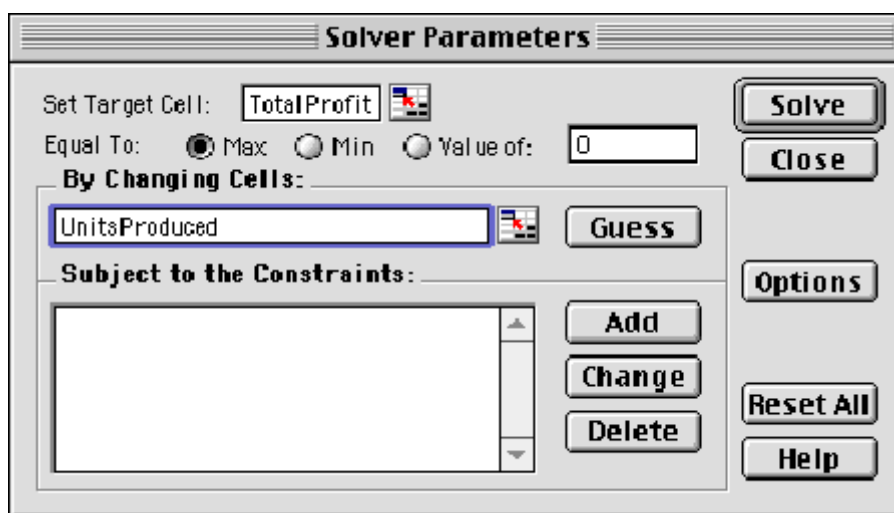 Solver Parameters
Set Target Cell: TotalProfit
Solve
Equal To: Max Min Value of: 0
Close
By Changing Cells:
UnitsProduced
Guess
Subject to the Constraints:
Options
Add
Change
Reset All
Delete
Help